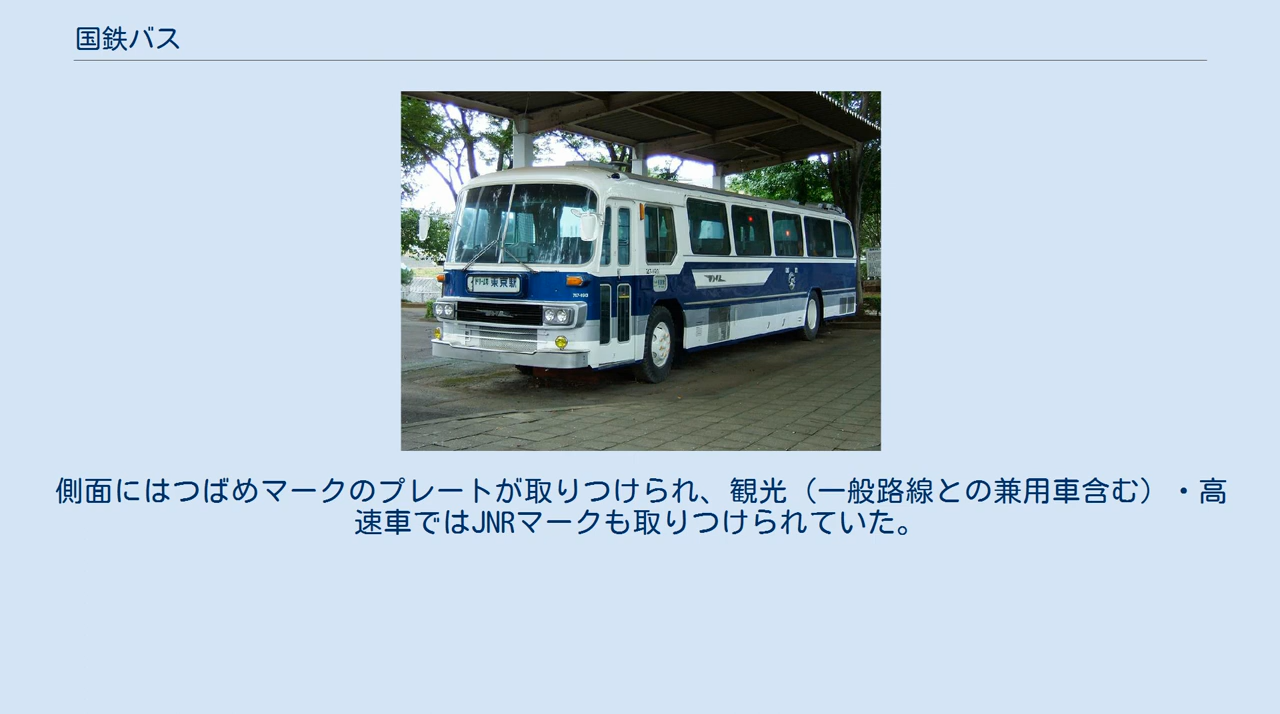 国鉄バス
東京駅
側面にはつばめマークのプレートが取りつけられ、観光（一般路線との兼用車含む）・高
速車ではJNRマークも取りつけられていた。